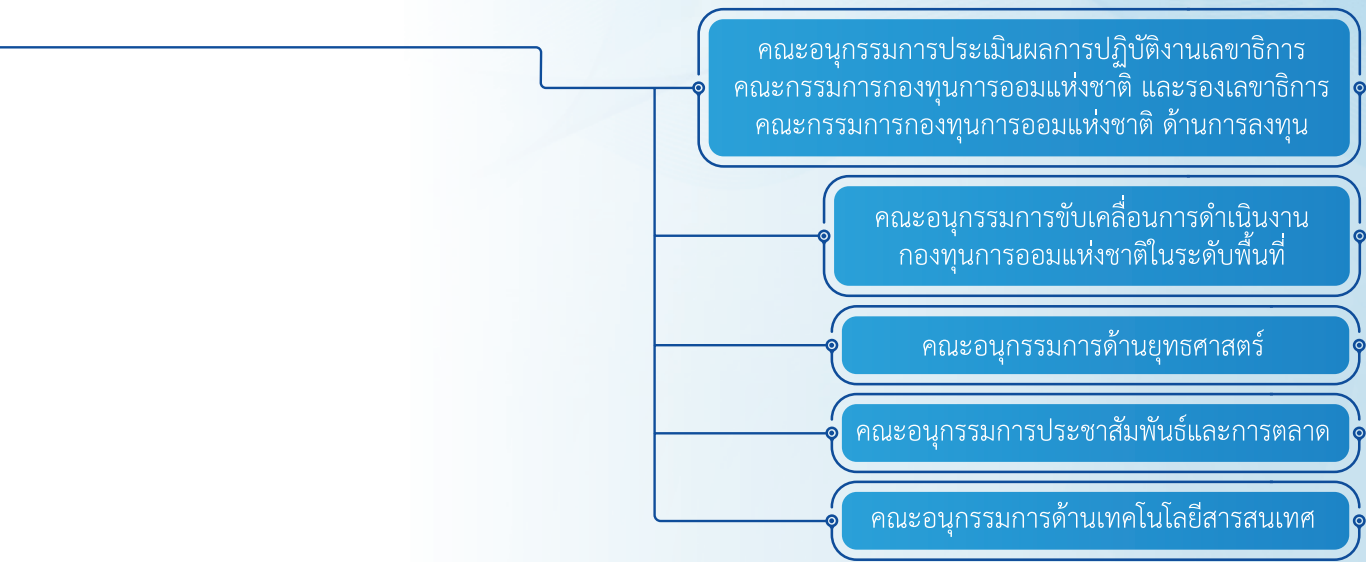 คณะอนุกรรมการประเมินผลการปฏิบัติงานเลขาธิการ
คณะกรรมการกองทุนการออมแห่งชาติ และรองเลขาธิการ
คณะกรรมการกองทุนการออมแห่งชาติ ด้านการลงทุน
คณะอนุกรรมการขับเคลื่อนการดำเนินงาน
กองทุนการออมแห่งชาติในระดับพื้นที่
คณะอนุกรรมการด้านยุทธศาสตร์
คณะอนุกรรมการประชาสัมพันธ์และการตลาด
คณะอนุกรรมการด้านเทคโนโลยีสารสนเทศ